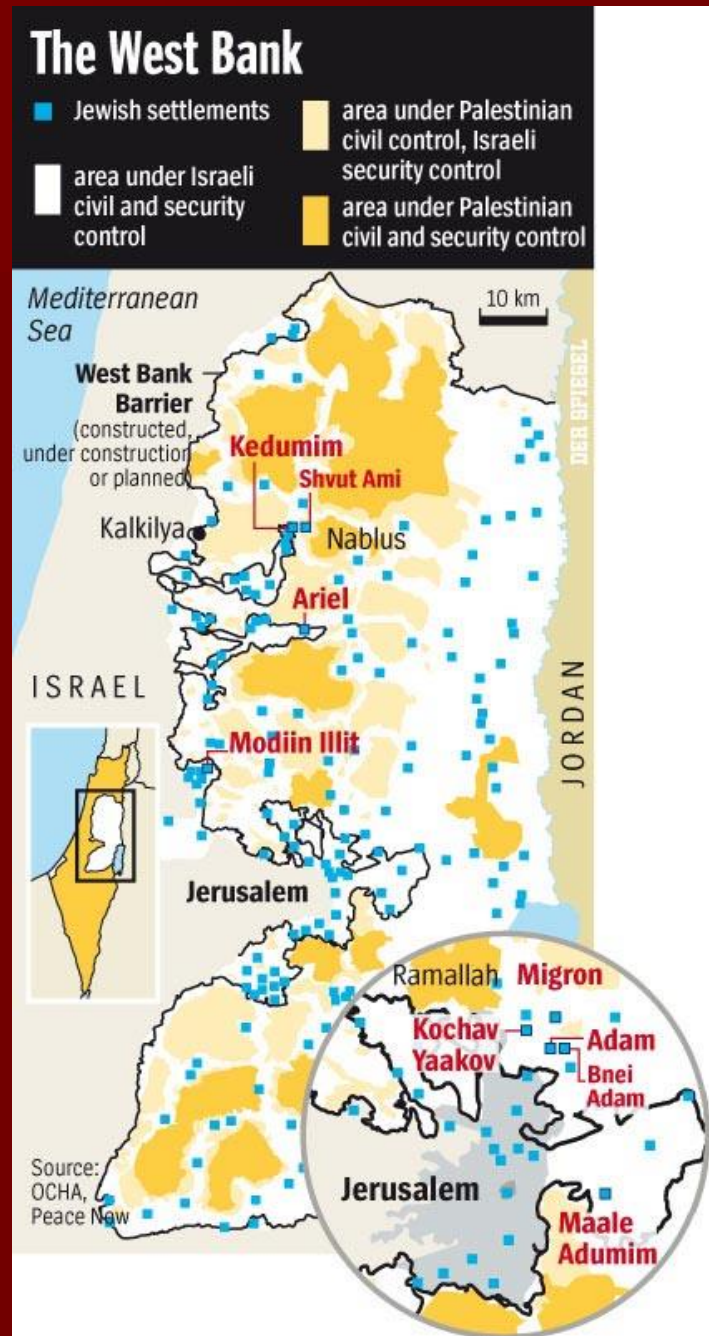 The West Bank
Jewish settlements
area under Israeli
civil and security
control
area under Palestinian
civil control, Israeli
security control
area under Palestinian
civil and security control
Mediterranean
Sea
10 km
West Bank
Barrier
(constructed,
under construction
or planned)
DER SPIEGEL
Kedumim
Shvut Ami
Kalkilya
Nablus
Ariel
ISRAEL
JORDAN
Modiin Illit
Jerusalem
Ramallah
Migron
Kochav
Yaakov
Adam
Bnei
Adam
Jerusalem
Maale
Adumim
Source:
OCHA,
Peace Now